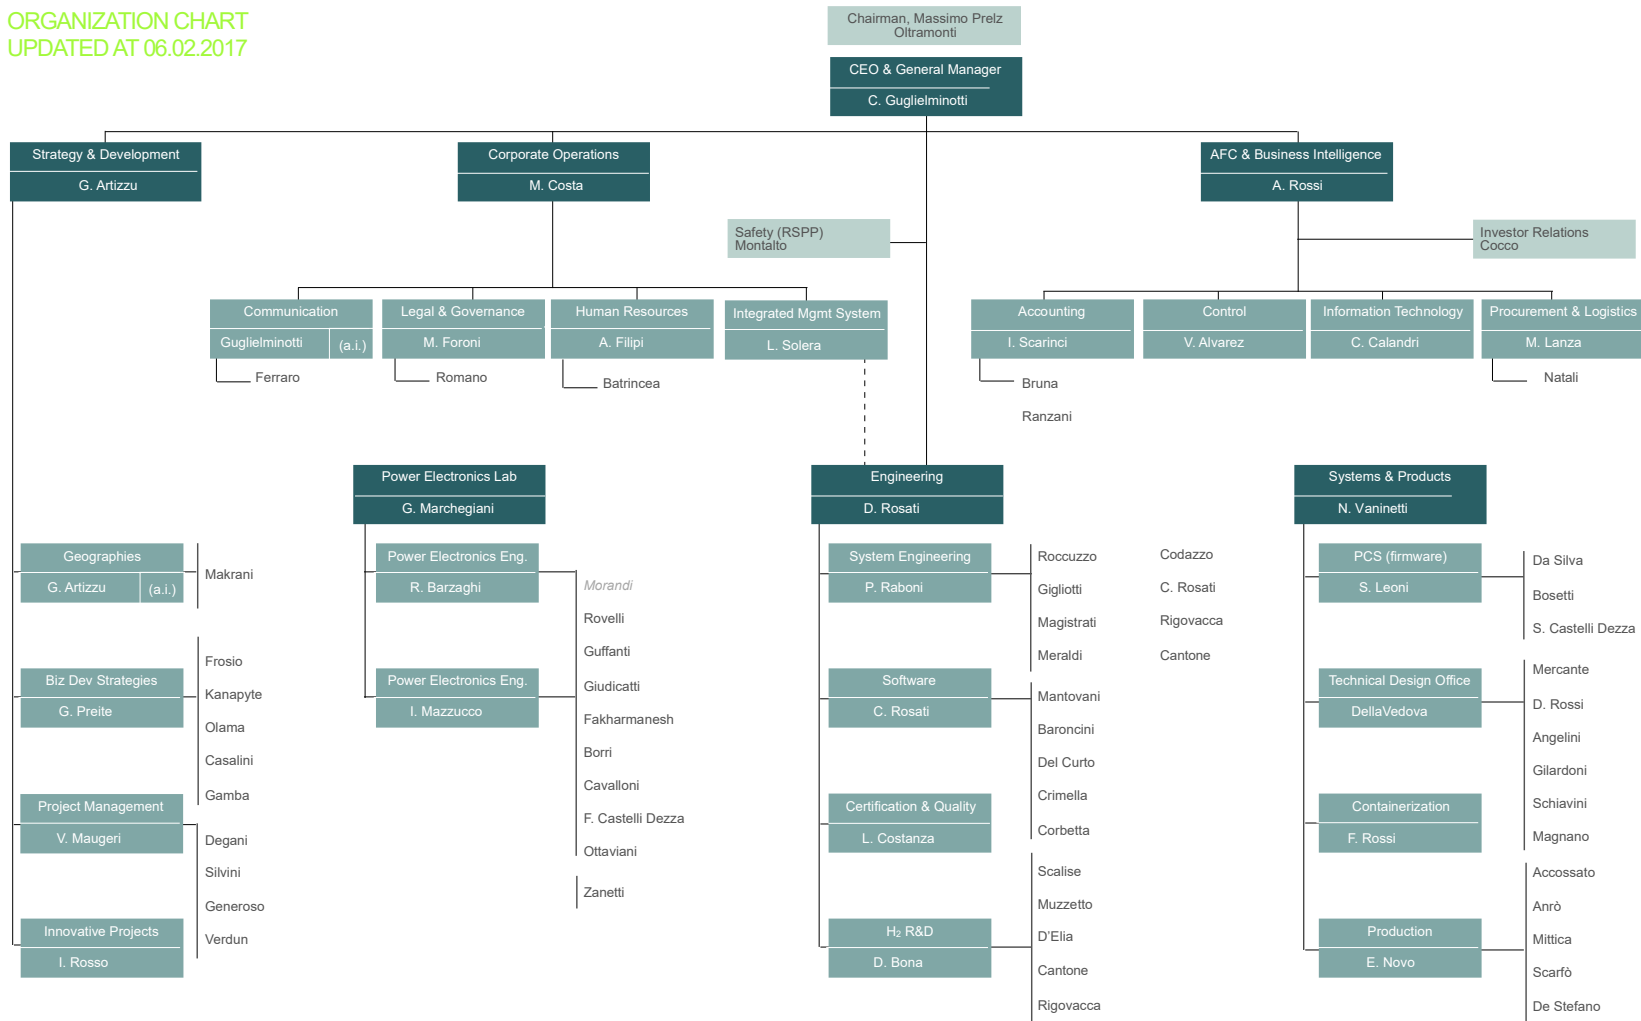 ORGANIZATION CHART
UPDATED AT 06.02.2017
Chairman, Massimo Prelz
Oltramonti
CEO & General Manager
C. Guglielminotti
Strategy & Development
G. Artizzu
Corporate Operations
M. Costa
AFC & Business Intelligence
A. Rossi
Safety (RSPP)
Montalto
Investor Relations
Cocco
Communication
Guglielminotti (a.i.)
Ferraro
Legal & Governance
M. Foroni
Romano
Human Resources
A. Filipi
Batrincea
Integrated Mgmt System
L. Solera
Accounting
I. Scarinci
Bruna
Ranzani
Control
V. Alvarez
Information Technology
C. Calandri
Procurement & Logistics
M. Lanza
Natali
Power Electronics Lab
G. Marchegiani
Engineering
D. Rosati
Systems & Products
N. Vaninetti
Geographies
G. Artizzu (a.i.)
Makrani
Biz Dev Strategies
G. Preite
Frosio
Kanapyte
Olama
Casalini
Gamba
Project Management
V. Maugeri
Degani
Silvini
Generoso
Verdun
Innovative Projects
I. Rosso
Power Electronics Eng.
R. Barzaghi
Power Electronics Eng.
I. Mazzucco
Morandi
Rovelli
Guffanti
Giudicatti
Fakharmanesh
Borri
Cavalloni
F. Castelli Dezza
Ottaviani
Zanetti
System Engineering
P. Raboni
Roccuzzo
Gigliotti
Magistrati
Meraldi
Codazzo
C. Rosati
Rigovacca
Cantone
Software
C. Rosati
Mantovani
Baroncini
Del Curto
Crimella
Corbetta
Certification & Quality
L. Costanza
H₂ R&D
D. Bona
Scalise
Muzzetto
D'Elia
Cantone
Rigovacca
PCS (firmware)
S. Leoni
Da Silva
Bosetti
S. Castelli Dezza
Technical Design Office
DellaVedova
Mercante
D. Rossi
Angelini
Gilardoni
Schiavini
Magnano
Containerization
F. Rossi
Production
E. Novo
Accossato
Anrò
Mittica
Scarfò
De Stefano